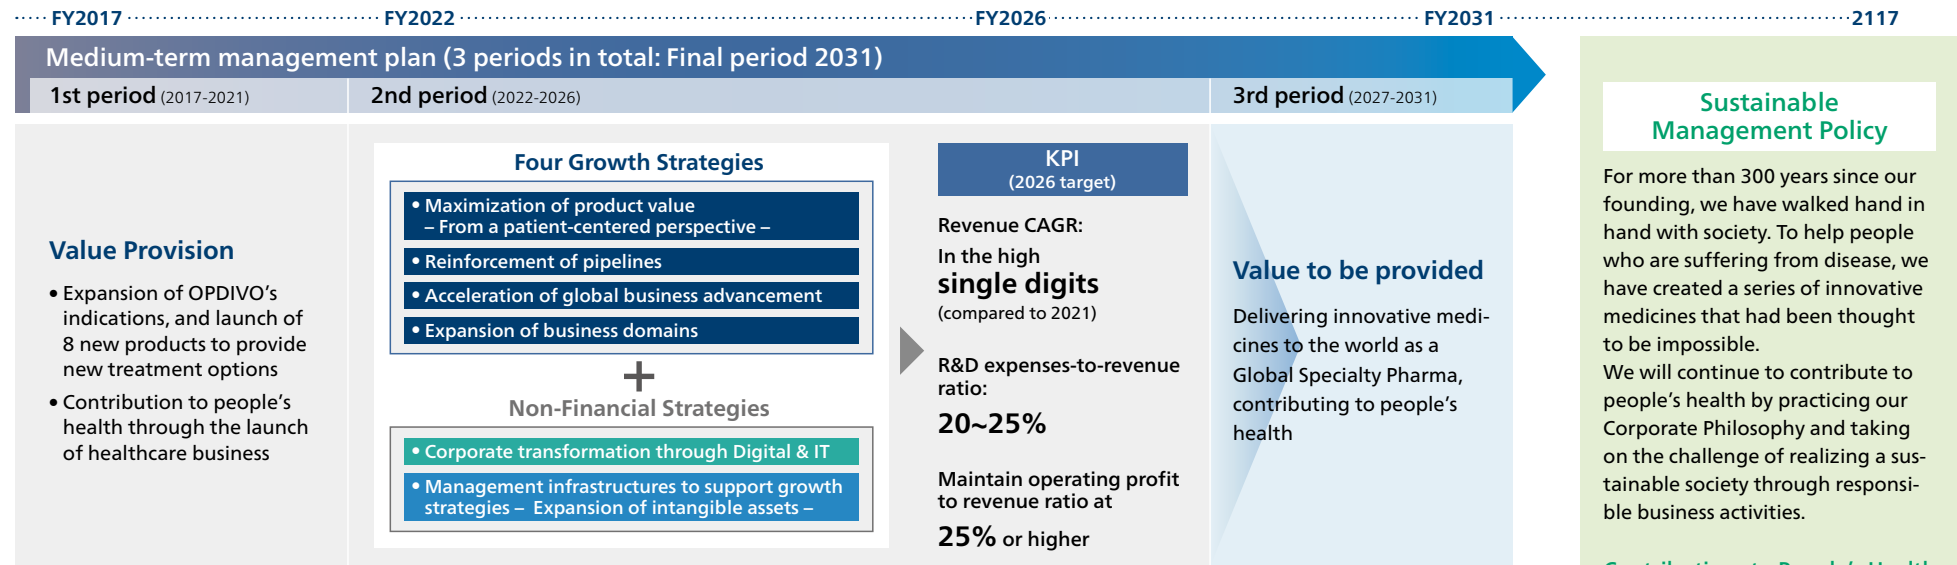 FY2017 FY2022 FY2026 FY2031 2117
Medium-term management plan (3 periods in total: Final period 2031)
1st period (2017-2021)
2nd period (2022-2026)
3rd period (2027-2031)
Value Provision
• Expansion of OPDIVO’s
indications, and launch of
8 new products to provide
new treatment options
• Contribution to people’s
health through the launch
of healthcare business
Four Growth Strategies
• Maximization of product value
– From a patient-centered perspective –
• Reinforcement of pipelines
• Acceleration of global business advancement
• Expansion of business domains
+
Non-Financial Strategies
• Corporate transformation through Digital & IT
• Management infrastructures to support growth
strategies – Expansion of intangible assets –
KPI
(2026 target)
Revenue CAGR:
In the high
single digits
(compared to 2021)
R&D expenses-to-revenue
ratio:
20~25%
Maintain operating profit
to revenue ratio at
25% or higher
Value to be provided
Delivering innovative medi-
cines to the world as a
Global Specialty Pharma,
contributing to people’s
health
Sustainable
Management Policy
For more than 300 years since our
founding, we have walked hand in
hand with society. To help people
who are suffering from disease, we
have created a series of innovative
medicines that had been thought
to be impossible.
We will continue to contribute to
people’s health by practicing our
Corporate Philosophy and taking
on the challenge of realizing a sus-
tainable society through responsi-
ble business activities.